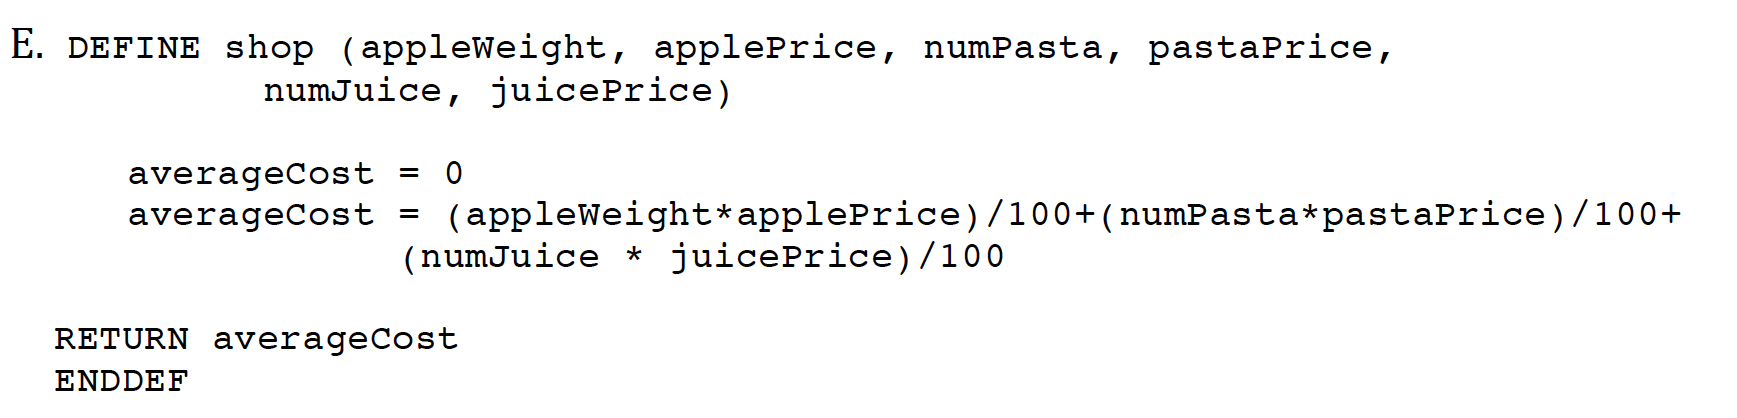 E. DEFINE shop (appleWeight, applePrice, numPasta, pastaPrice,
numJuice, juicePrice)
averageCost = 0
averageCost = (appleWeight*applePrice)/100+(numPasta*pastaPrice)/100+
(numJuice * juicePrice)/100
RETURN averageCost
ENDDEF